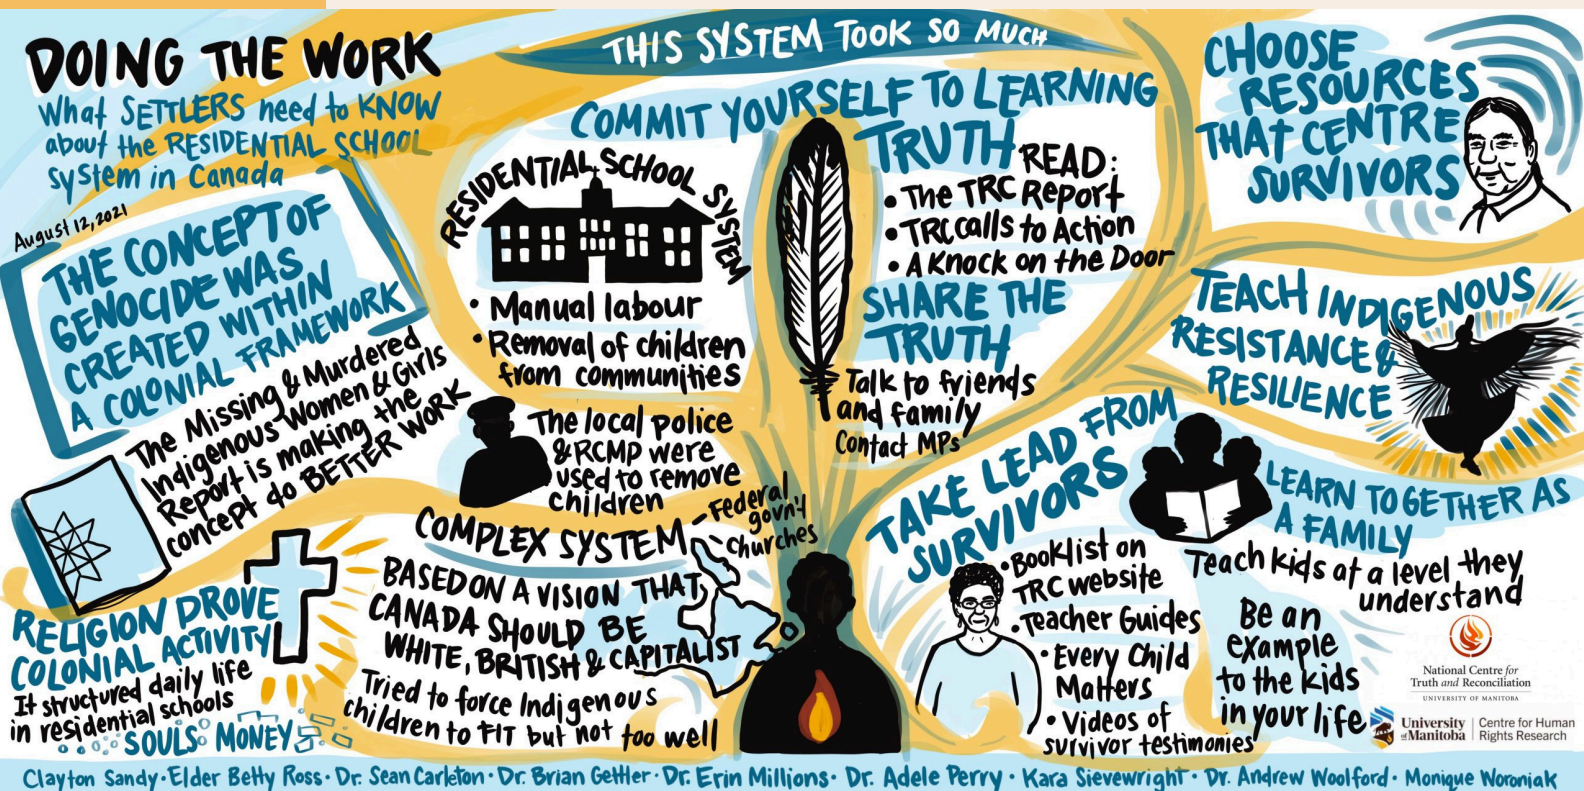 DOING THE WORK
What SETTLERS need to KNOW
about the RESIDENTIAL SCHOOL
system in Canada
August 12, 2021
THE CONCEPT OF
GENOCIDE WAS
CREATED WITHIN
A COLONIAL FRAMEWORK
The Missing & Murdered
Indigenous Women & Girls
Report is making the
concept do BETTER WORK
RELIGION DROVE
COLONIAL ACTIVITY
It structured daily life
in residential schools
SOULS MONEY
THIS SYSTEM TOOK SO MUCH
COMMIT YOURSELF TO LEARNING
TRUTH
RESIDENTIAL SCHOOL SYSTEM
• Manual labour
• Removal of children
from communities
The local police
& RCMP were
used to remove
children
COMPLEX SYSTEM
- Federal
govn't
- Churches
BASED ON A VISION THAT
CANADA SHOULD BE
WHITE, BRITISH & CAPITALIST
Tried to force Indigenous
children to FIT but not too well
READ:
• The TRC Report
• TRC calls to Action
• A Knock on the Door
SHARE THE
TRUTH
Talk to friends
and family
Contact MPs
TAKE LEAD FROM
SURVIVORS
• Booklist on
TRC website
• Teacher Guides
• Every Child
Matters
• Videos of
survivor testimonies
CHOOSE
RESOURCES
THAT CENTRE
SURVIVORS
TEACH INDIGENOUS
RESISTANCE &
RESILIENCE
LEARN TOGETHER AS
A FAMILY
Teach kids at a level they
understand
Be an
example
to the kids
in your life
National Centre for
Truth and Reconciliation
UNIVERSITY OF MANITOBA
University
of Manitoba
Centre for Human
Rights Research
Clayton Sandy • Elder Betty Ross • Dr. Sean Carleton • Dr. Brian Gettler • Dr. Erin Millions • Dr. Adele Perry • Kara Sievewright • Dr. Andrew Woolford • Monique Woroniak